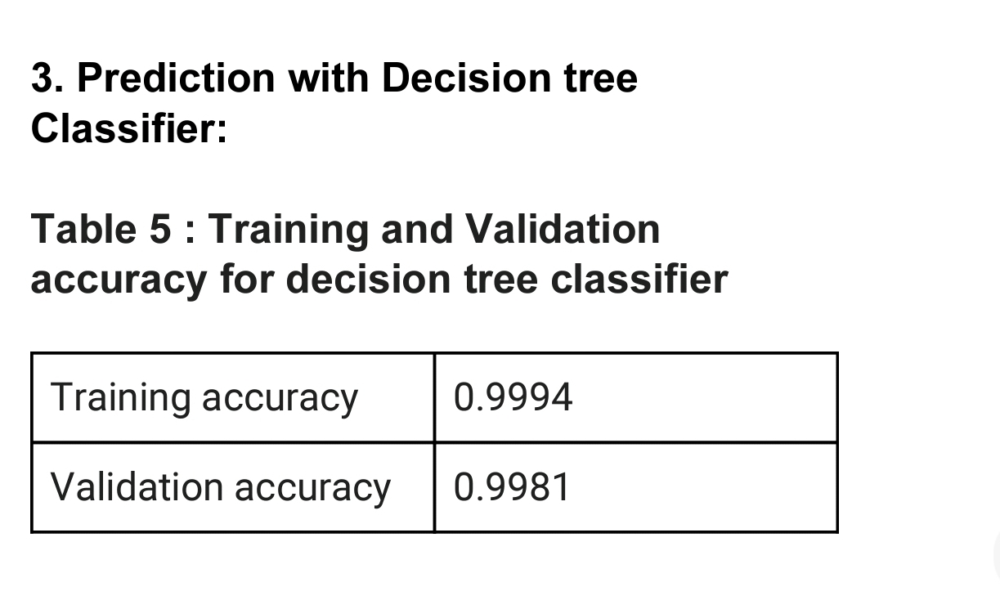 3. Prediction with Decision tree
Classifier:
Table 5 : Training and Validation
accuracy for decision tree classifier
Training accuracy 0.9994
Validation accuracy 0.9981